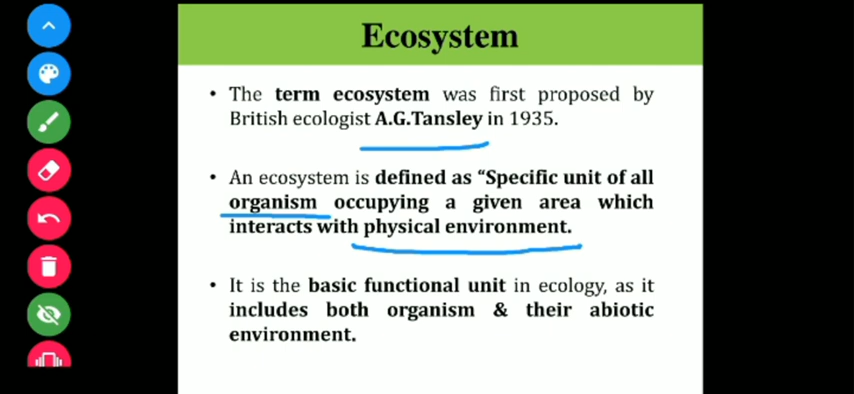 Ecosystem
• The term ecosystem was first proposed by
British ecologist A.G.Tansley in 1935.
• An ecosystem is defined as “Specific unit of all
organism occupying a given area which
interacts with physical environment.
• It is the basic functional unit in ecology, as it
includes both organism & their abiotic
environment.